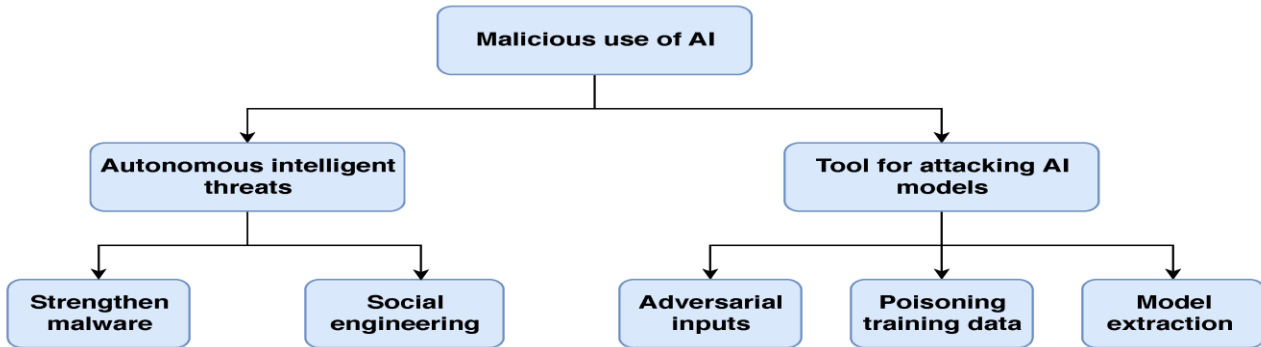 Malicious use of AI
Autonomous intelligent
threats
Tool for attacking AI
models
Strengthen
malware
Social
engineering
Adversarial
inputs
Poisoning
training data
Model
extraction